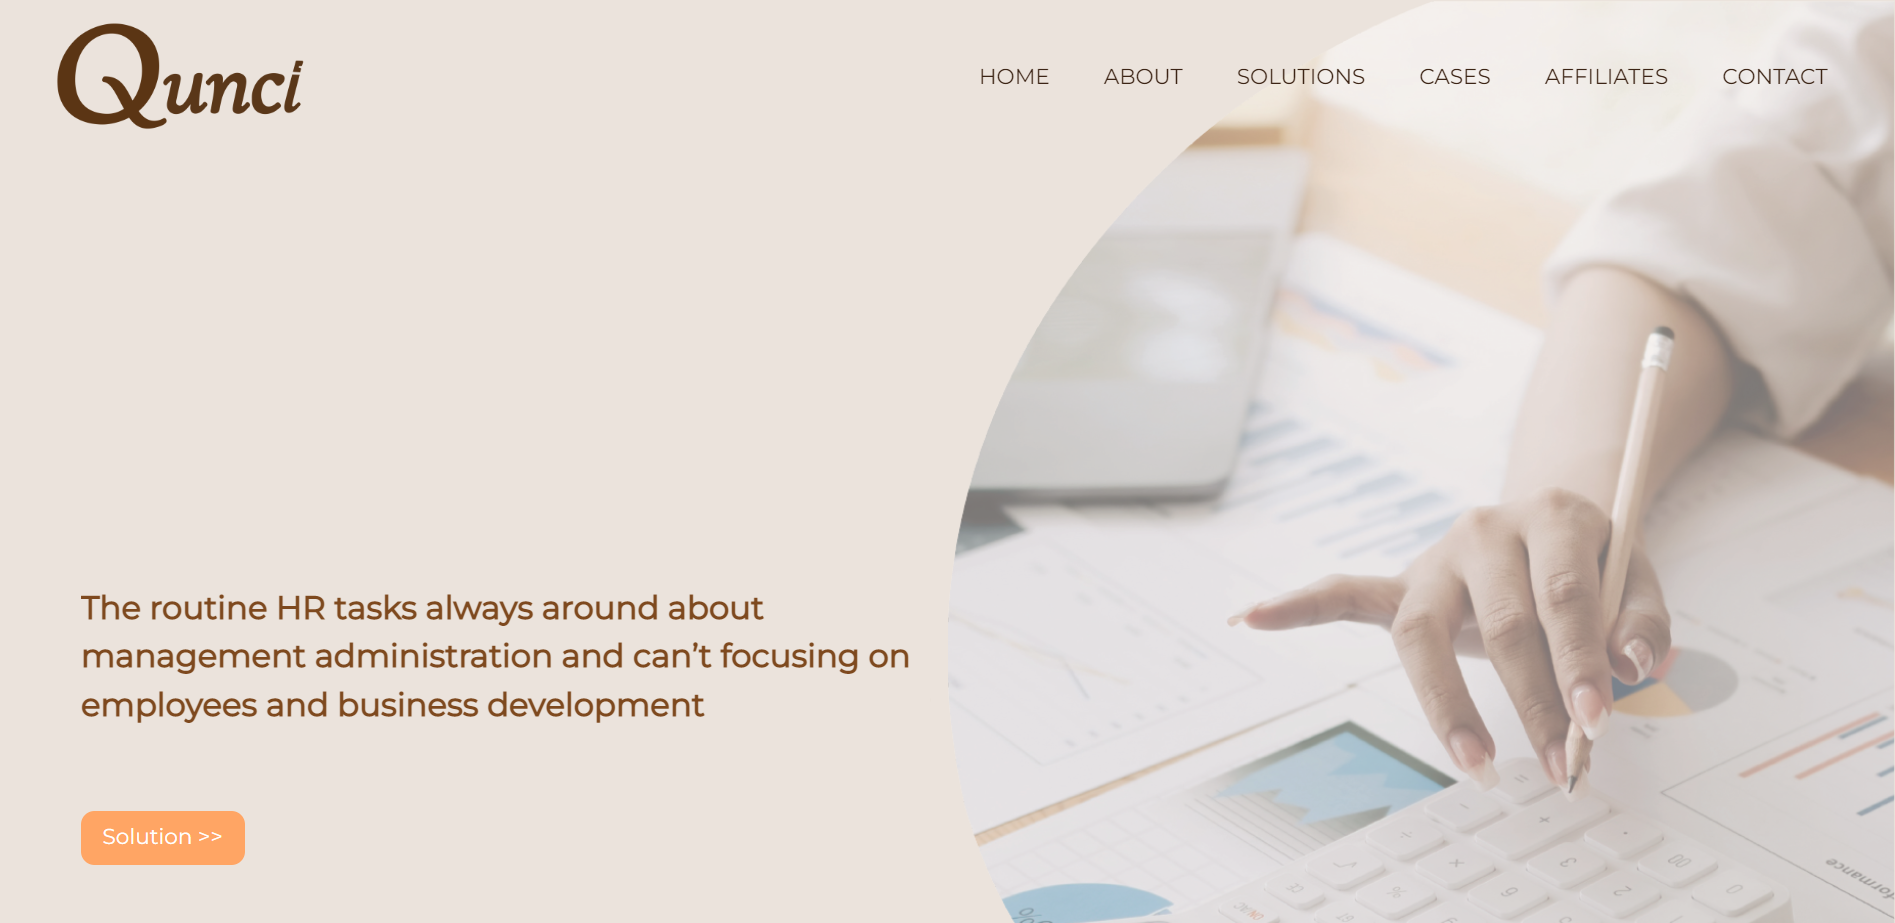 Qunci
HOME ABOUT SOLUTIONS CASES AFFILIATES CONTACT
The routine HR tasks always around about
management administration and can’t focusing on
employees and business development
Solution >>